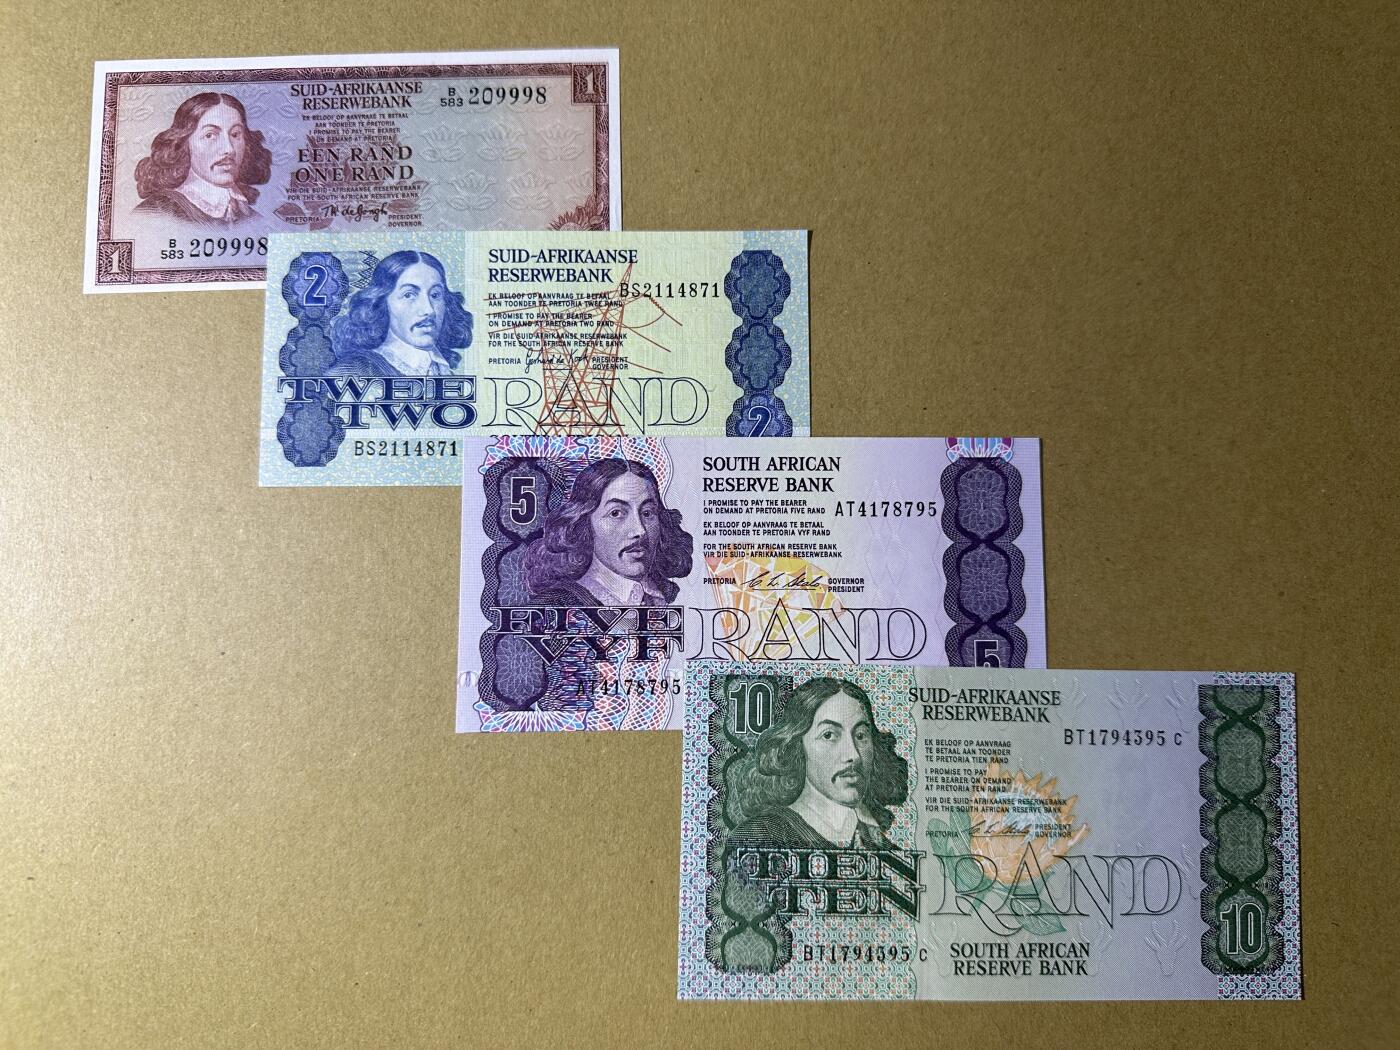 SUID-AFRIKAANSE
RESERWEBANK
B
583 209998
1
EK BELOOF OP AANVRAAG TE BETAAL
AAN TOONDER TE PRETORIA
I PROMISE TO PAY THE BEARER
ON DEMAND AT PRETORIA
EEN RAND
ONE RAND
VIR DIE SUID-AFRIKAANSE RESERWEBANK
FOR THE SOUTH AFRICAN RESERVE BANK
PRETORIA
PRESIDENT
GOVERNOR
B
583 209998
1
2
SUID-AFRIKAANSE
RESERWEBANK
BS2114871
EK BELOOF OP AANVRAAG TE BETAAL
AAN TOONDER TE PRETORIA TWEE RAND
I PROMISE TO PAY THE BEARER
ON DEMAND AT PRETORIA TWO RAND
VIR DIE SUID-AFRIKAANSE RESERWEBANK
FOR THE SOUTH AFRICAN RESERVE BANK
PRETORIA
PRESIDENT
GOVERNOR
TWEE
TWO
RAND
2
BS2114871
5
SOUTH AFRICAN
RESERVE BANK
I PROMISE TO PAY THE BEARER
ON DEMAND AT PRETORIA FIVE RAND
AT4178795
EK BELOOF OP AANVRAAG TE BETAAL
AAN TOONDER TE PRETORIA VYF RAND
FOR THE SOUTH AFRICAN RESERVE BANK
VIR DIE SUID-AFRIKAANSE RESERWEBANK
PRETORIA
GOVERNOR
PRESIDENT
FIVE
VYF
RAND
5
AT4178795
10
SUID-AFRIKAANSE
RESERWEBANK
BT1794395 C
EK BELOOF OP AANVRAAG
TE BETAAL AAN TOONDER
TE PRETORIA TIEN RAND
I PROMISE TO PAY
THE BEARER ON DEMAND
AT PRETORIA TEN RAND
VIR DIE SUID-AFRIKAANSE RESERWEBANK
FOR THE SOUTH AFRICAN RESERVE BANK
PRETORIA
PRESIDENT
GOVERNOR
TIEN
TEN
RAND
10
BT1794395 C
SOUTH AFRICAN
RESERVE BANK